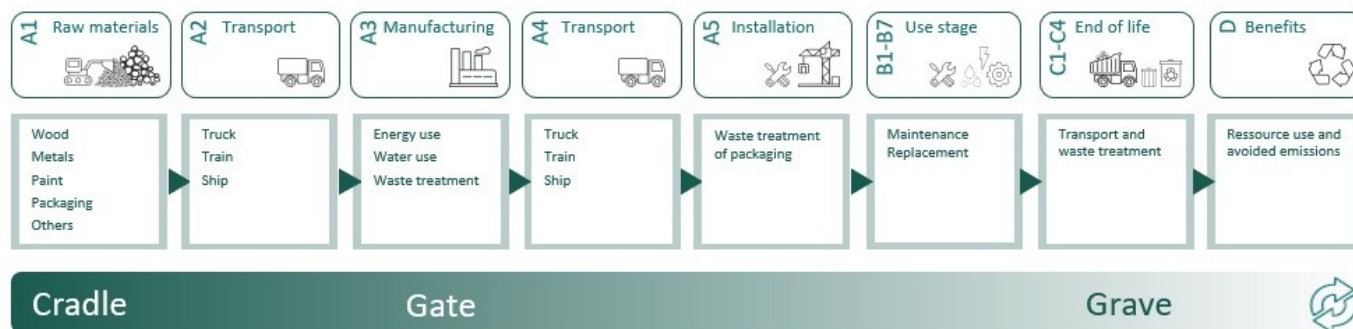 A1 Raw materials
A2 Transport
A3 Manufacturing
A4 Transport
A5 Installation
B1-B7 Use stage
C1-C4 End of life
D Benefits
Wood
Metals
Paint
Packaging
Others
Truck
Train
Ship
Energy use
Water use
Waste treatment
Truck
Train
Ship
Waste treatment
of packaging
Maintenance
Replacement
Transport and
waste treatment
Ressource use and
avoided emissions
Cradle
Gate
Grave